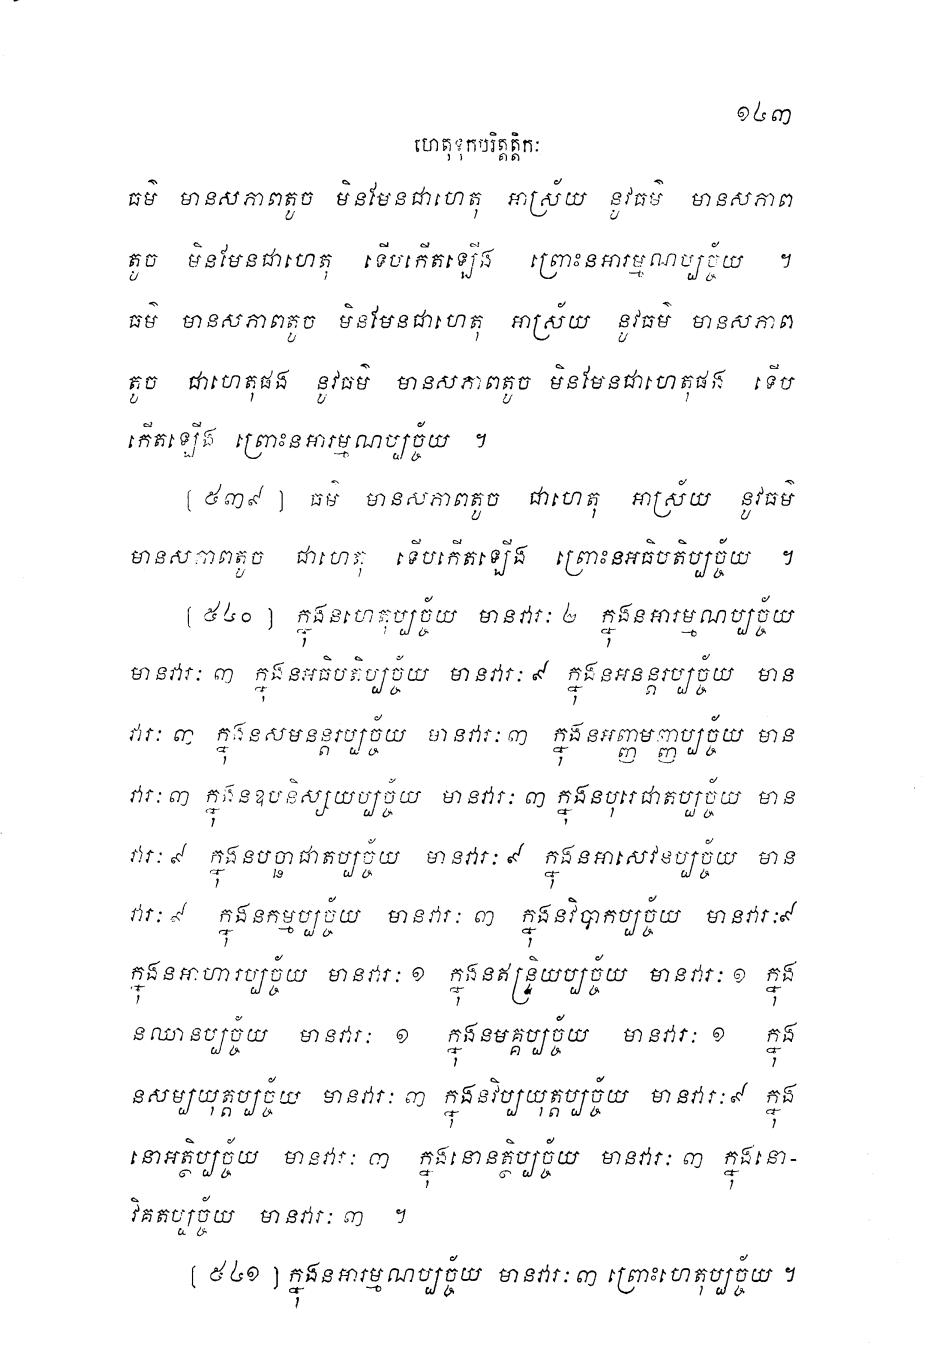 ១៤៣
ហេតុទុកបរិត្តត្តិកៈ
ធម៌ មានសភាពតូច មិនមែនជាហេតុ អាស្រ័យ នូវធម៌ មានសភាព
តូច មិនមែនជាហេតុ ទើបកើតឡើង ព្រោះនអារម្មណប្បច្ច័យ ។
ធម៌ មានសភាពតូច មិនមែនជាហេតុ អាស្រ័យ នូវធម៌ មានសភាព
តូច ជាហេតុផង នូវធម៌ មានសភាពតូច មិនមែនជាហេតុផង ទើប
កើតឡើង ព្រោះនអារម្មណប្បច្ច័យ ។
[ ៥៣៩ ] ធម៌ មានសភាពតូច ជាហេតុ អាស្រ័យ នូវធម៌
មានសភាពតូច ជាហេតុ ទើបកើតឡើង ព្រោះនអធិបតិប្បច្ច័យ ។
[ ៥៤០ ] ក្នុងនហេតុប្បច្ច័យ មានវារៈ ២ ក្នុងនអារម្មណប្បច្ច័យ
មានវារៈ ៣ ក្នុងនអធិបតិប្បច្ច័យ មានវារៈ ៩ ក្នុងនអនន្តរប្បច្ច័យ មាន
វារៈ ៣ ក្នុងនសមនន្តរប្បច្ច័យ មានវារៈ ៣ ក្នុងនអញ្ញមញ្ញប្បច្ច័យ មាន
វារៈ ៣ ក្នុងនឧបនិស្សយប្បច្ច័យ មានវារៈ ៣ ក្នុងនបុរេជាតប្បច្ច័យ មាន
វារៈ ៩ ក្នុងនបច្ឆាជាតប្បច្ច័យ មានវារៈ ៩ ក្នុងនអាសេវនប្បច្ច័យ មាន
វារៈ ៩ ក្នុងនកម្មប្បច្ច័យ មានវារៈ ៣ ក្នុងនវិបាកប្បច្ច័យ មានវារៈ ៩
ក្នុងនអាហារប្បច្ច័យ មានវារៈ ១ ក្នុងនឥន្ទ្រិយប្បច្ច័យ មានវារៈ ១ ក្នុង
នឈានប្បច្ច័យ មានវារៈ ១ ក្នុងនមគ្គប្បច្ច័យ មានវារៈ ១ ក្នុង
នសម្បយុត្តប្បច្ច័យ មានវារៈ ៣ ក្នុងនវិប្បយុត្តប្បច្ច័យ មានវារៈ ៩ ក្នុង
នោអត្ថិប្បច្ច័យ មានវារៈ ៣ ក្នុងនោនត្ថិប្បច្ច័យ មានវារៈ ៣ ក្នុងនោ-
វិគតប្បច្ច័យ មានវារៈ ៣ ។
[ ៥៤១ ] ក្នុងនអារម្មណប្បច្ច័យ មានវារៈ ៣ ព្រោះហេតុប្បច្ច័យ ។